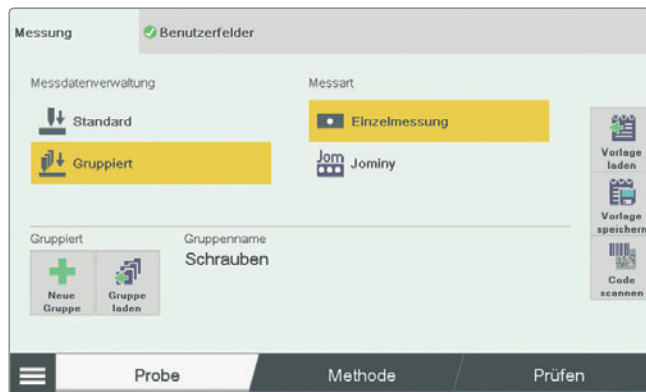 Messung
Benutzerfelder
Messdatenverwaltung
Messart
Standard
Einzelmessung
Gruppiert
Jom
Jominy
Vorlage
laden
Vorlage
speichern
Code
scannen
Gruppiert
Gruppenname
Schrauben
Neue
Gruppe
Gruppe
laden
Probe
Methode
Prüfen